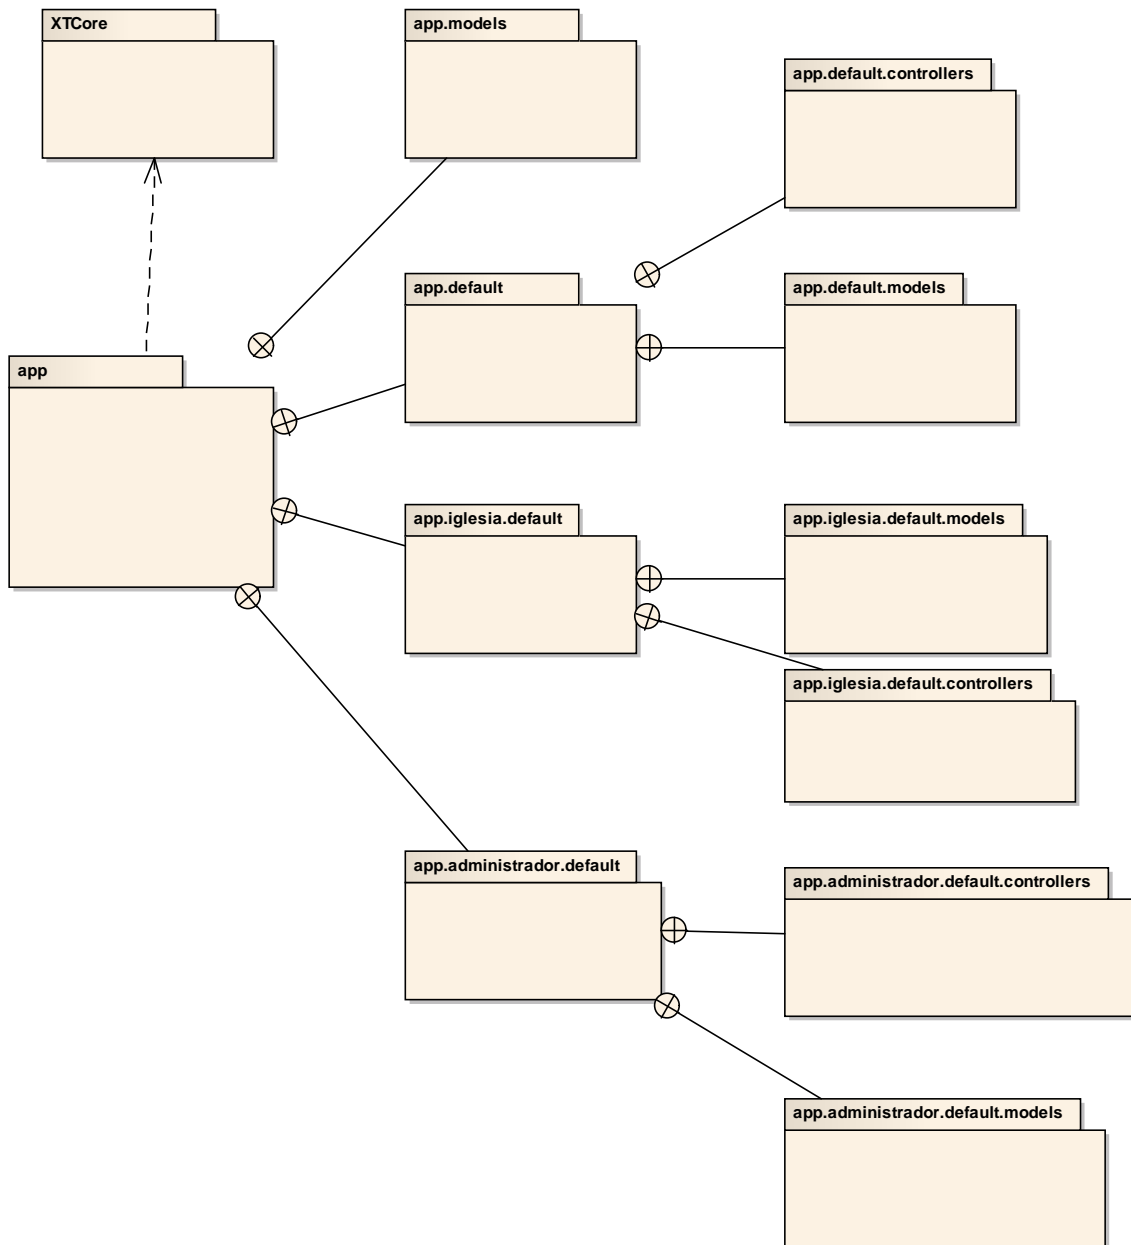 XTCore
app.models
app.default.controllers
app.default
app.default.models
app
app.iglesia.default
app.iglesia.default.models
app.iglesia.default.controllers
app.administrador.default
app.administrador.default.controllers
app.administrador.default.models